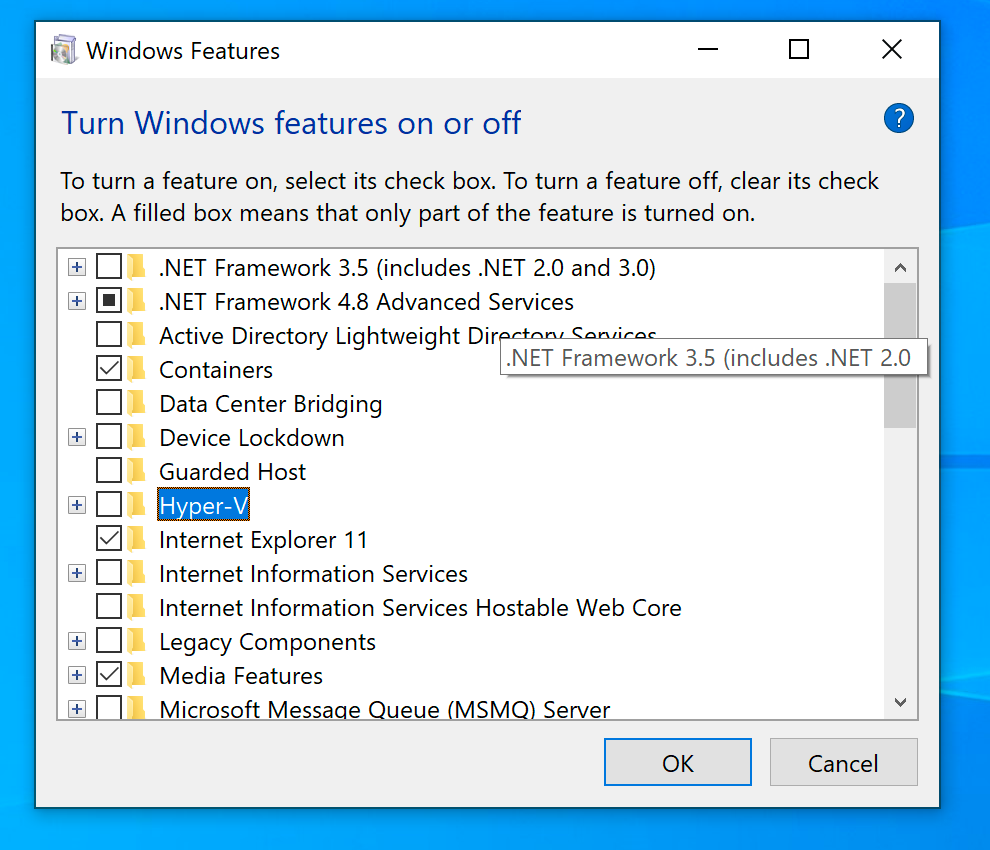 Windows Features
Turn Windows features on or off
?
To turn a feature on, select its check box. To turn a feature off, clear its check
box. A filled box means that only part of the feature is turned on.
.NET Framework 3.5 (includes .NET 2.0 and 3.0)
.NET Framework 4.8 Advanced Services
Active Directory Lightweight Directory Services
.NET Framework 3.5 (includes .NET 2.0
Containers
Data Center Bridging
Device Lockdown
Guarded Host
Hyper-V
Internet Explorer 11
Internet Information Services
Internet Information Services Hostable Web Core
Legacy Components
Media Features
Microsoft Message Queue (MSMQ) Server
OK
Cancel